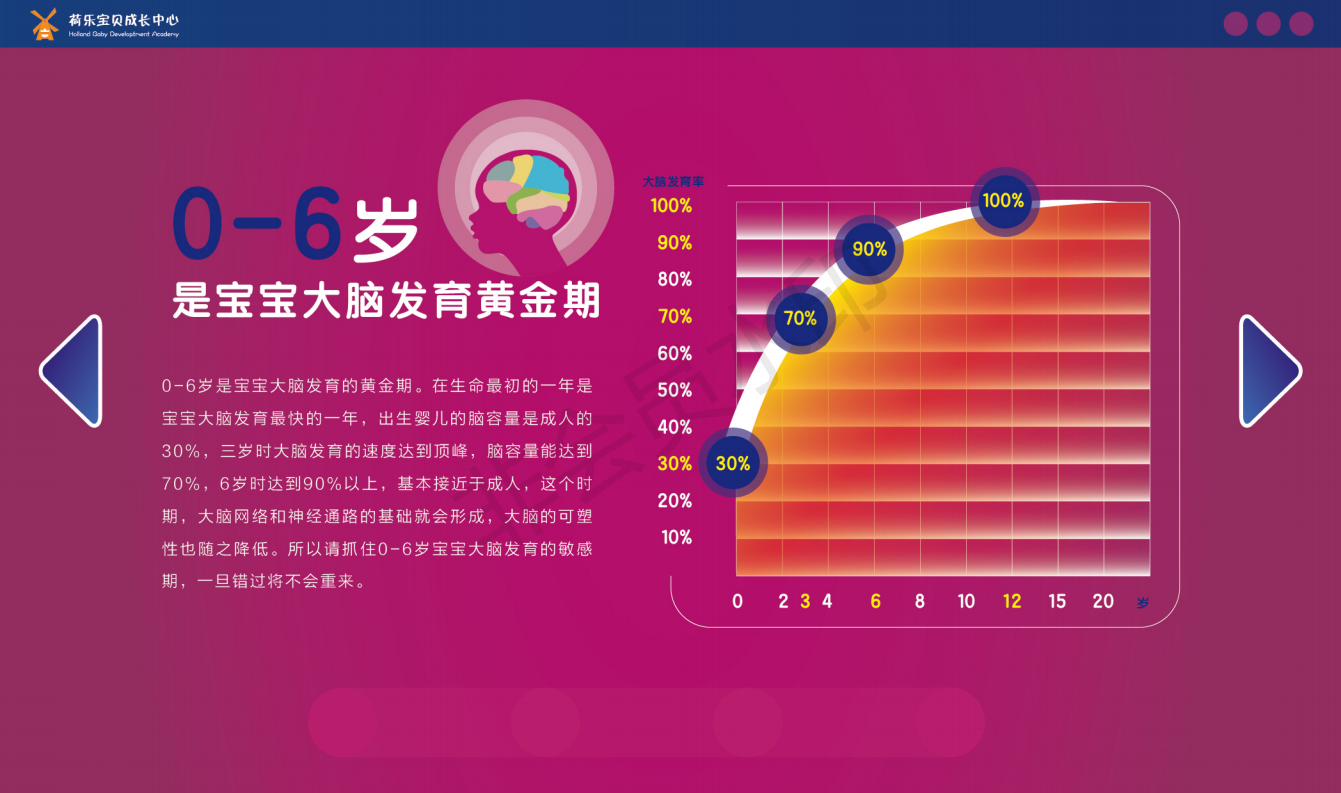 荷乐宝贝成长中心
Holland Baby Development Academy
0-6岁
是宝宝大脑发育黄金期
0-6岁是宝宝大脑发育的黄金期。在生命最初的一年是
宝宝大脑发育最快的一年，出生婴儿的脑容量是成人的
30%，三岁时大脑发育的速度达到顶峰，脑容量能达到
70%，6岁时达到90%以上，基本接近于成人，这个时
期，大脑网络和神经通路的基础就会形成，大脑的可塑
性也随之降低。所以请抓住0-6岁宝宝大脑发育的敏感
期，一旦错过将不会重来。
大脑发育率
100%
90%
80%
70%
60%
50%
40%
30%
20%
10%
30%
70%
90%
100%
0 2 3 4 6 8 10 12 15 20 岁
非会员水印